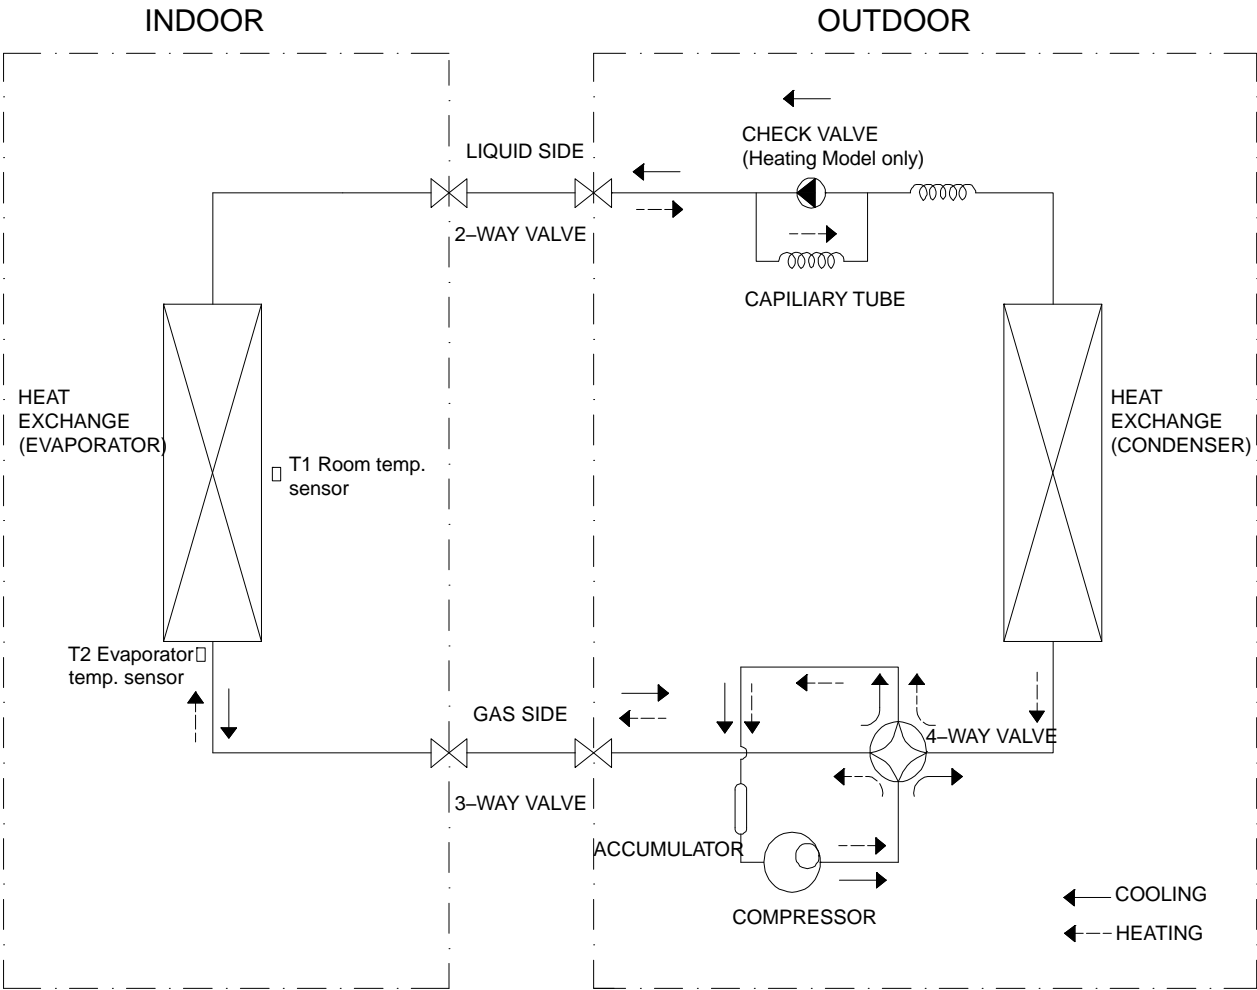 INDOOR
OUTDOOR
CHECK VALVE
(Heating Model only)
LIQUID SIDE
2–WAY VALVE
CAPILIARY TUBE
HEAT
EXCHANGE
(EVAPORATOR)
T1 Room temp.
sensor
HEAT
EXCHANGE
(CONDENSER)
T2 Evaporator
temp. sensor
GAS SIDE
4–WAY VALVE
3–WAY VALVE
ACCUMULATOR
COMPRESSOR
COOLING
HEATING